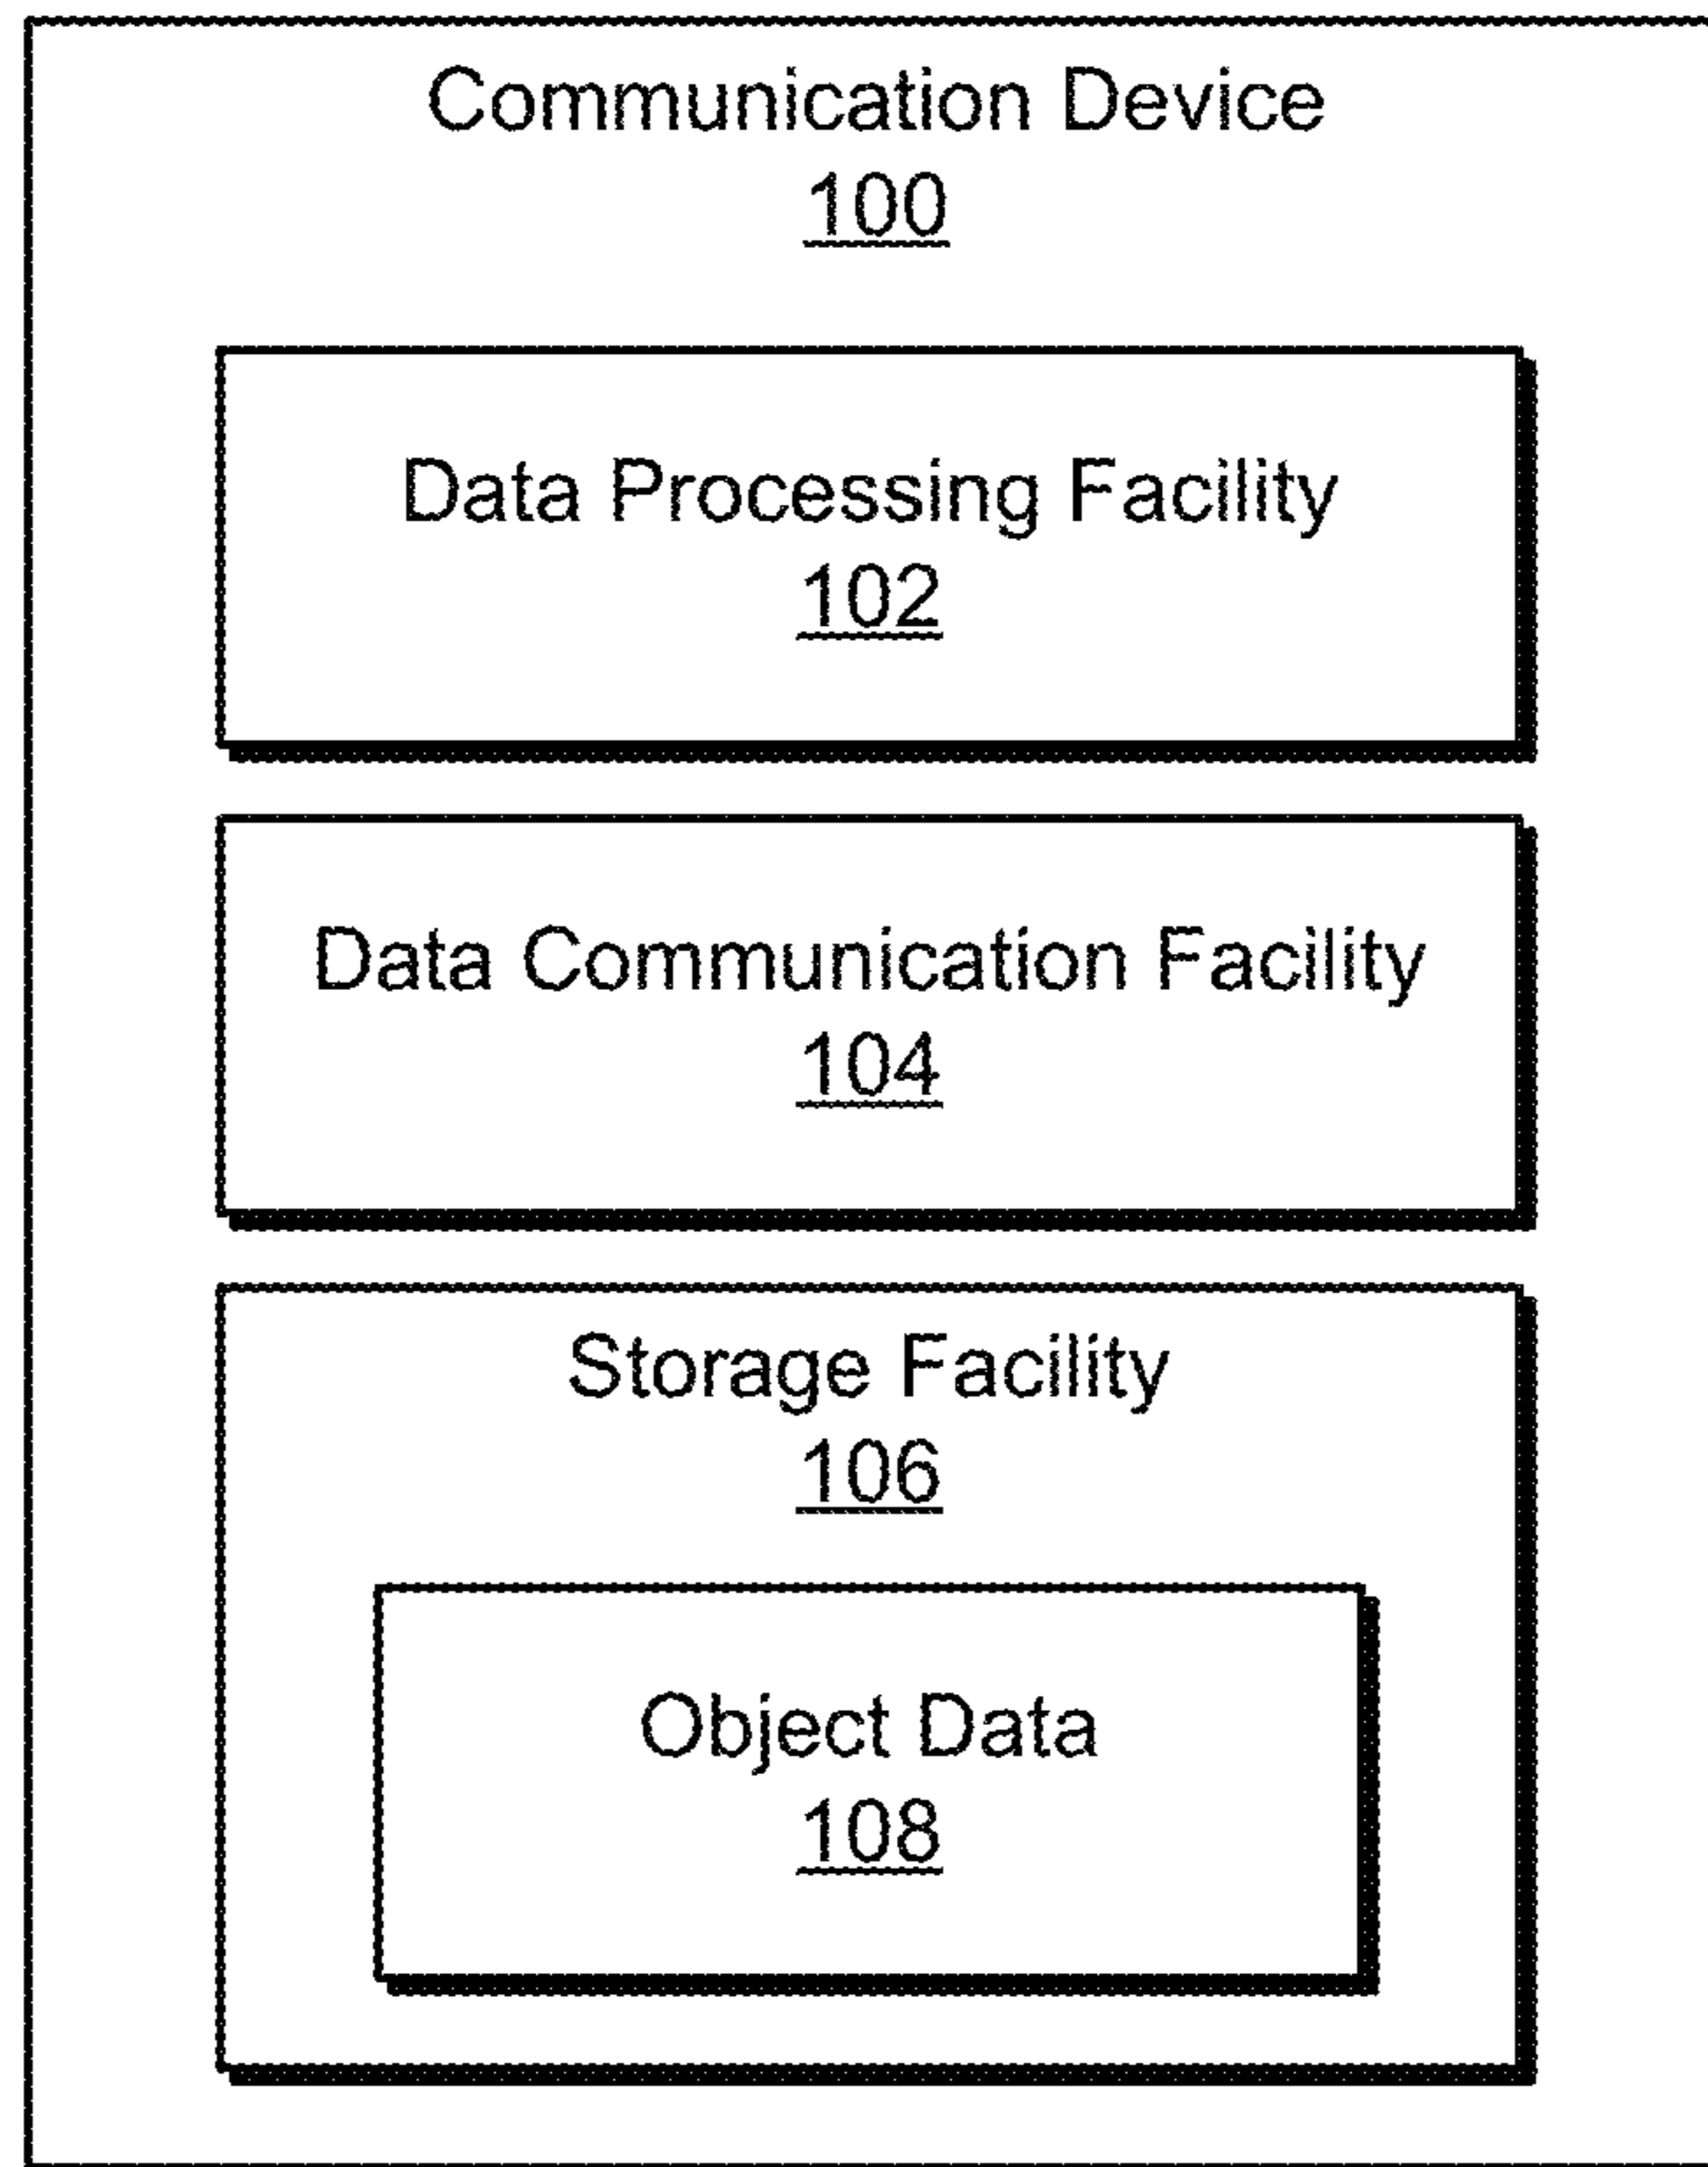 Communication Device
100
Data Processing Facility
102
Data Communication Facility
104
Storage Facility
106
Object Data
108